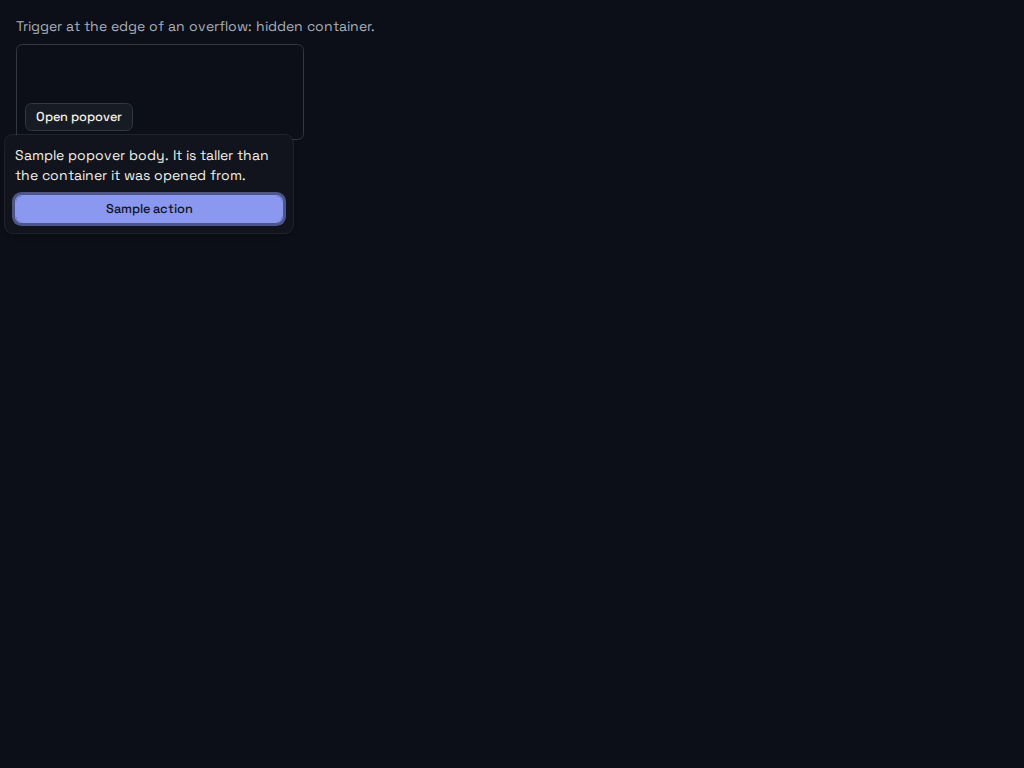 Trigger at the edge of an overflow: hidden container.
Open popover
Sample popover body. It is taller than
the container it was opened from.
Sample action